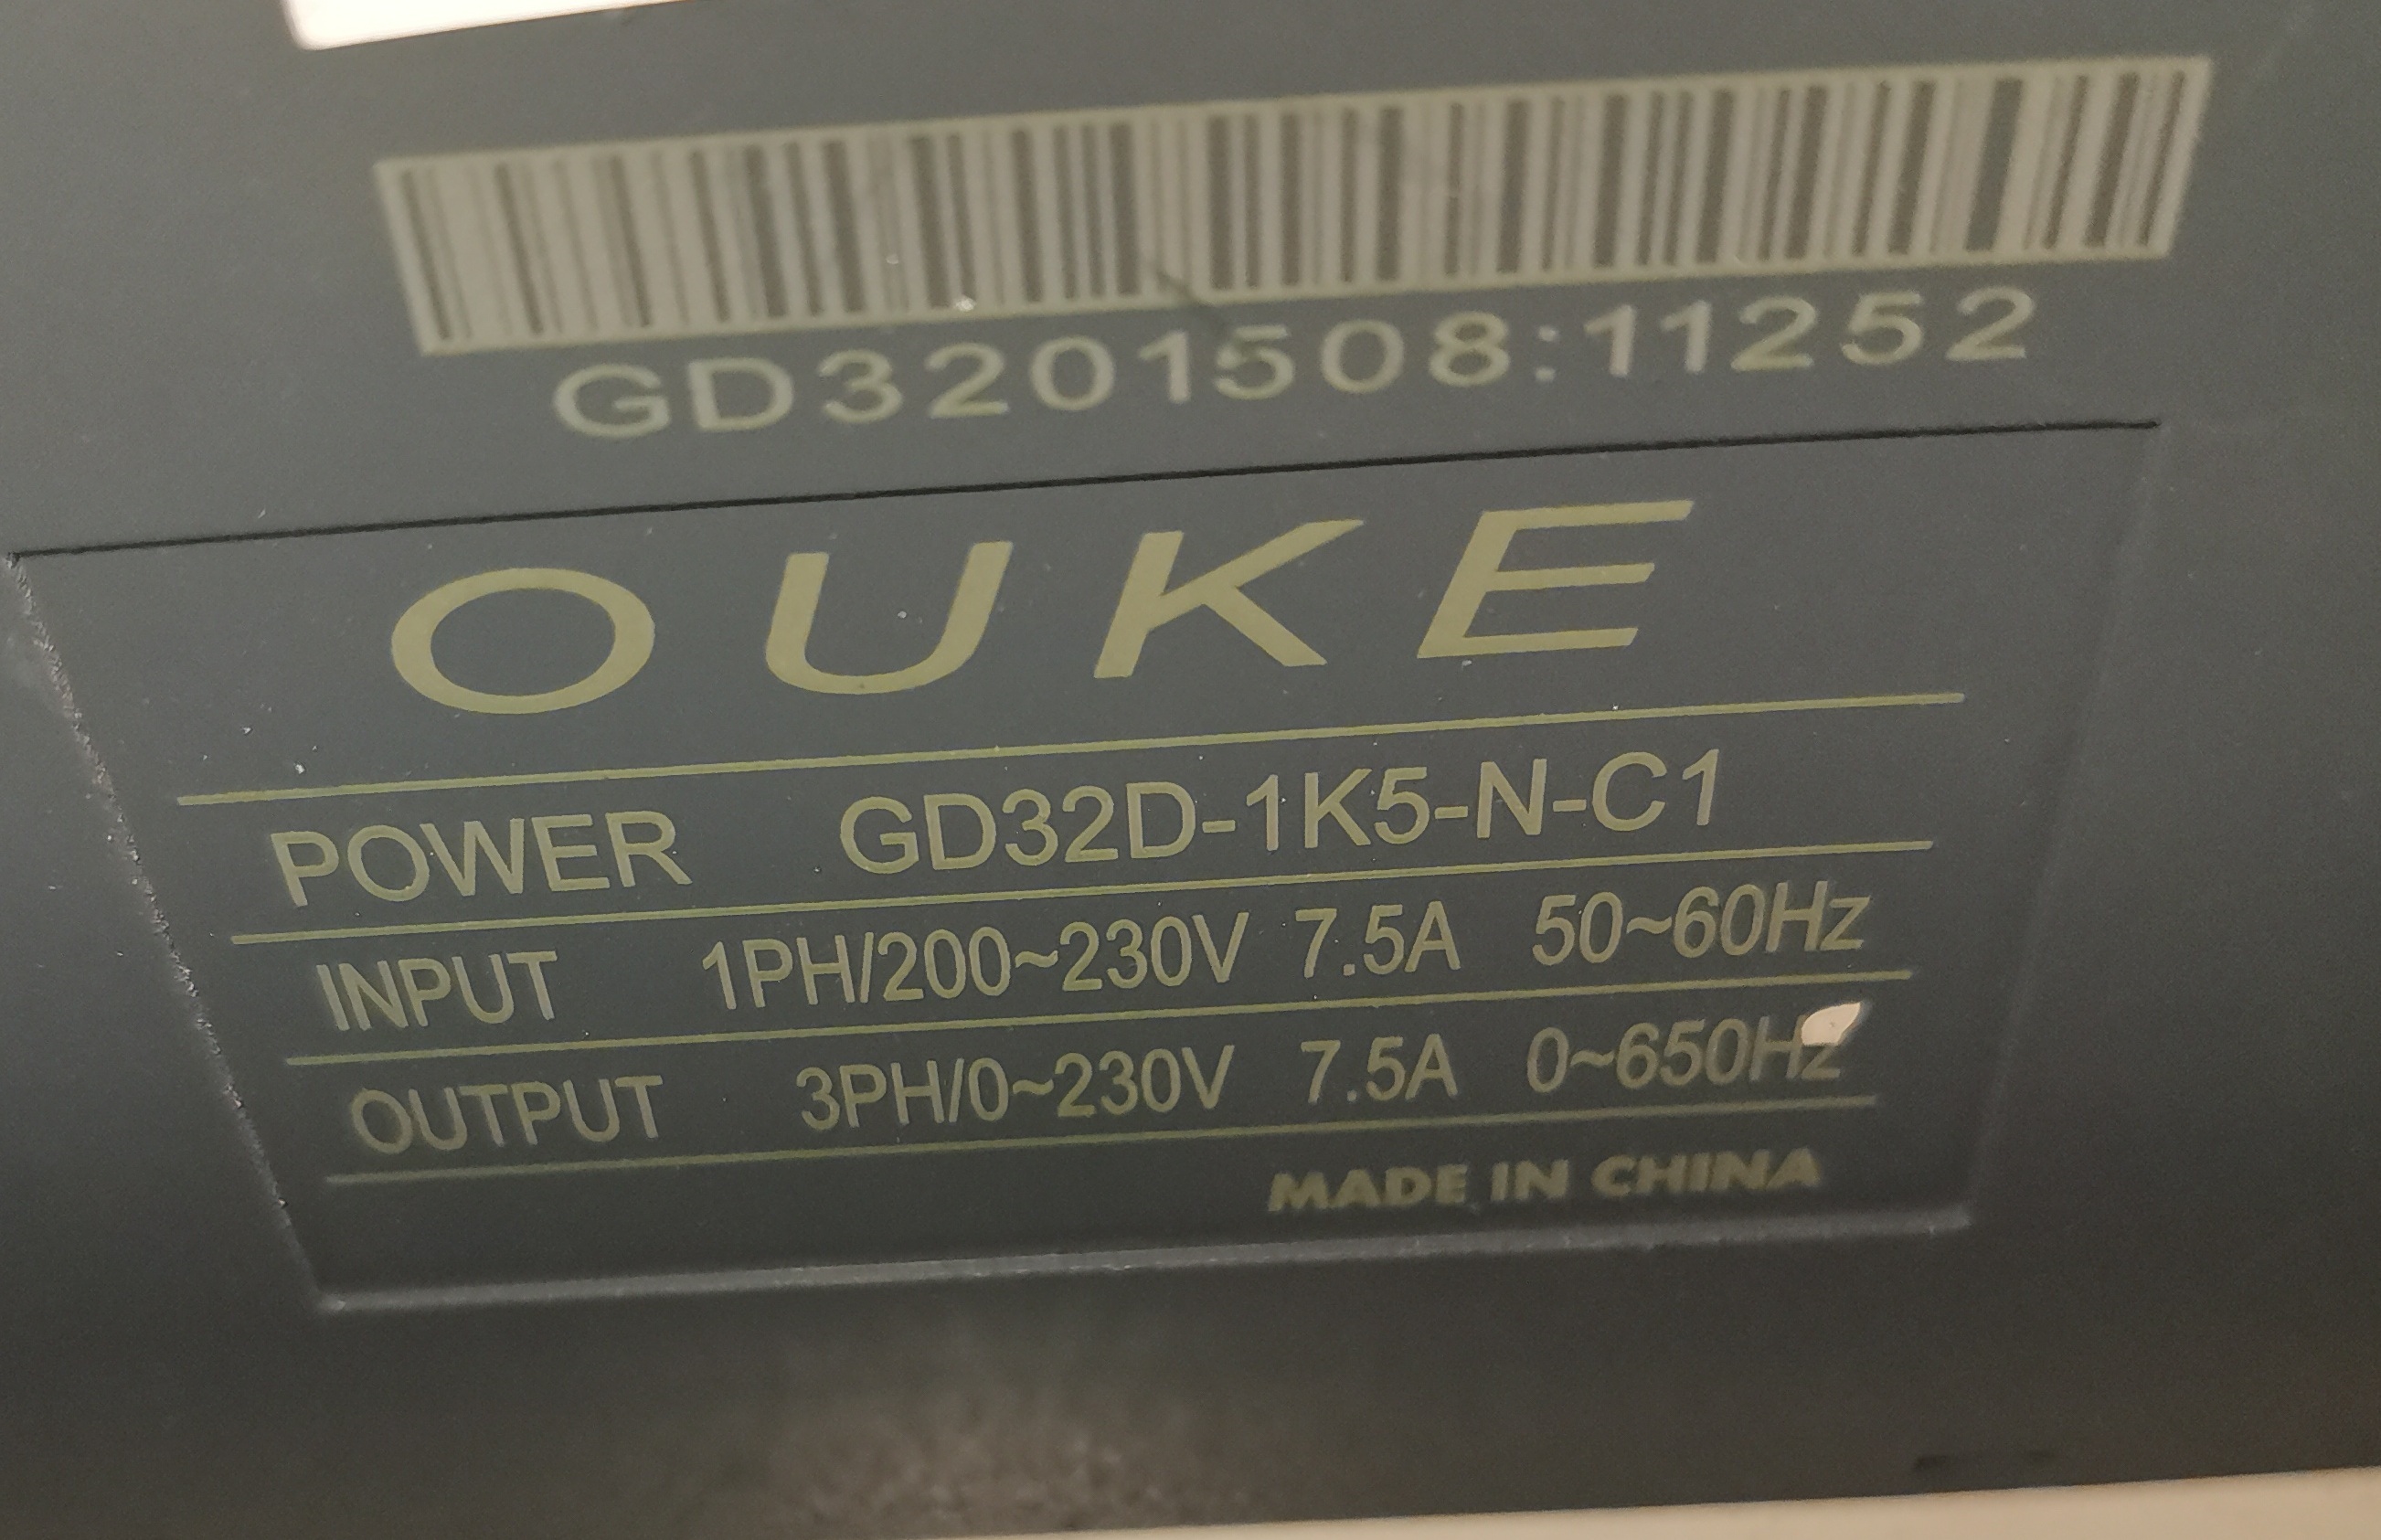 GD3201508:11252
OUKE
POWER GD32D-1K5-N-C1
INPUT 1PH/200~230V 7.5A 50~60Hz
OUTPUT 3PH/0~230V 7.5A 0~650Hz
MADE IN CHINA